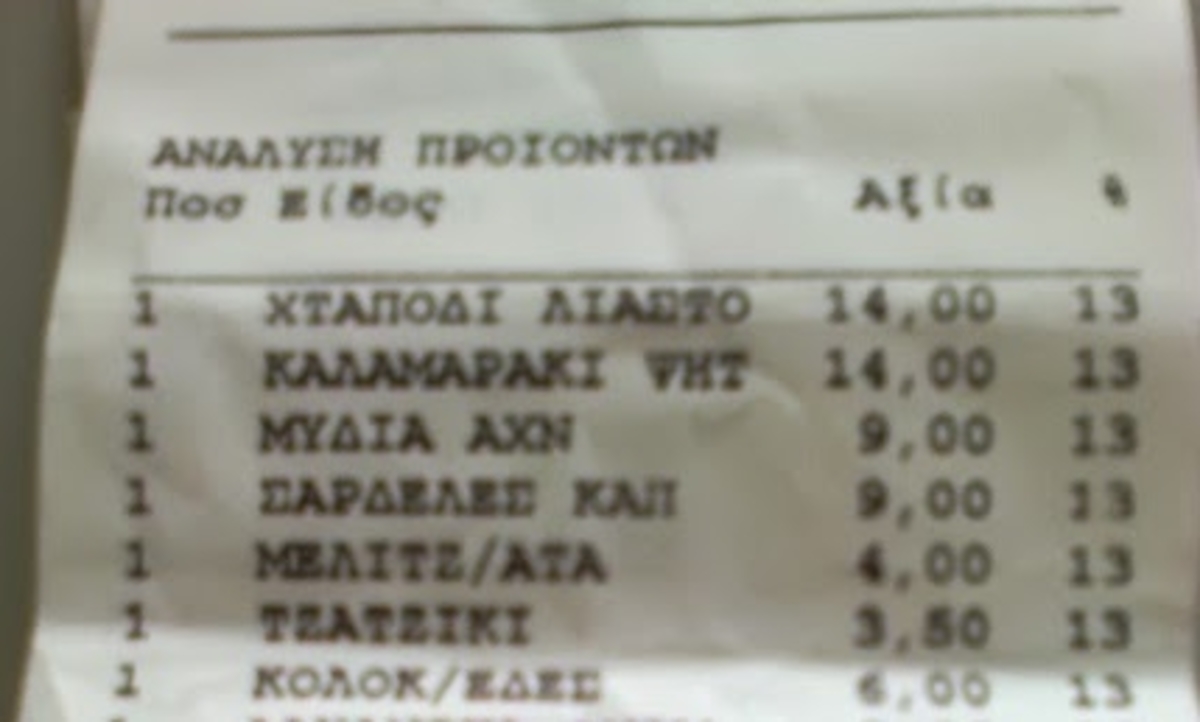 ΑΝΑΛΥΣΗ ΠΡΟΙΟΝΤΩΝ
Ποσ Είδος Αξία %
1 ΧΤΑΠΟΔΙ ΛΙΑΣΤΟ 14,00 13
1 ΚΑΛΑΜΑΡΑΚΙ ΨΗΤ 14,00 13
1 ΜΥΔΙΑ ΑΧΝ 9,00 13
1 ΣΑΡΔΕΛΕΣ ΚΑΠ 9,00 13
1 ΜΕΛΙΤΖ/ΑΤΑ 4,00 13
1 ΤΖΑΤΖΙΚΙ 3,50 13
1 ΚΟΛΟΚ/ΕΔΕΣ 6,00 13